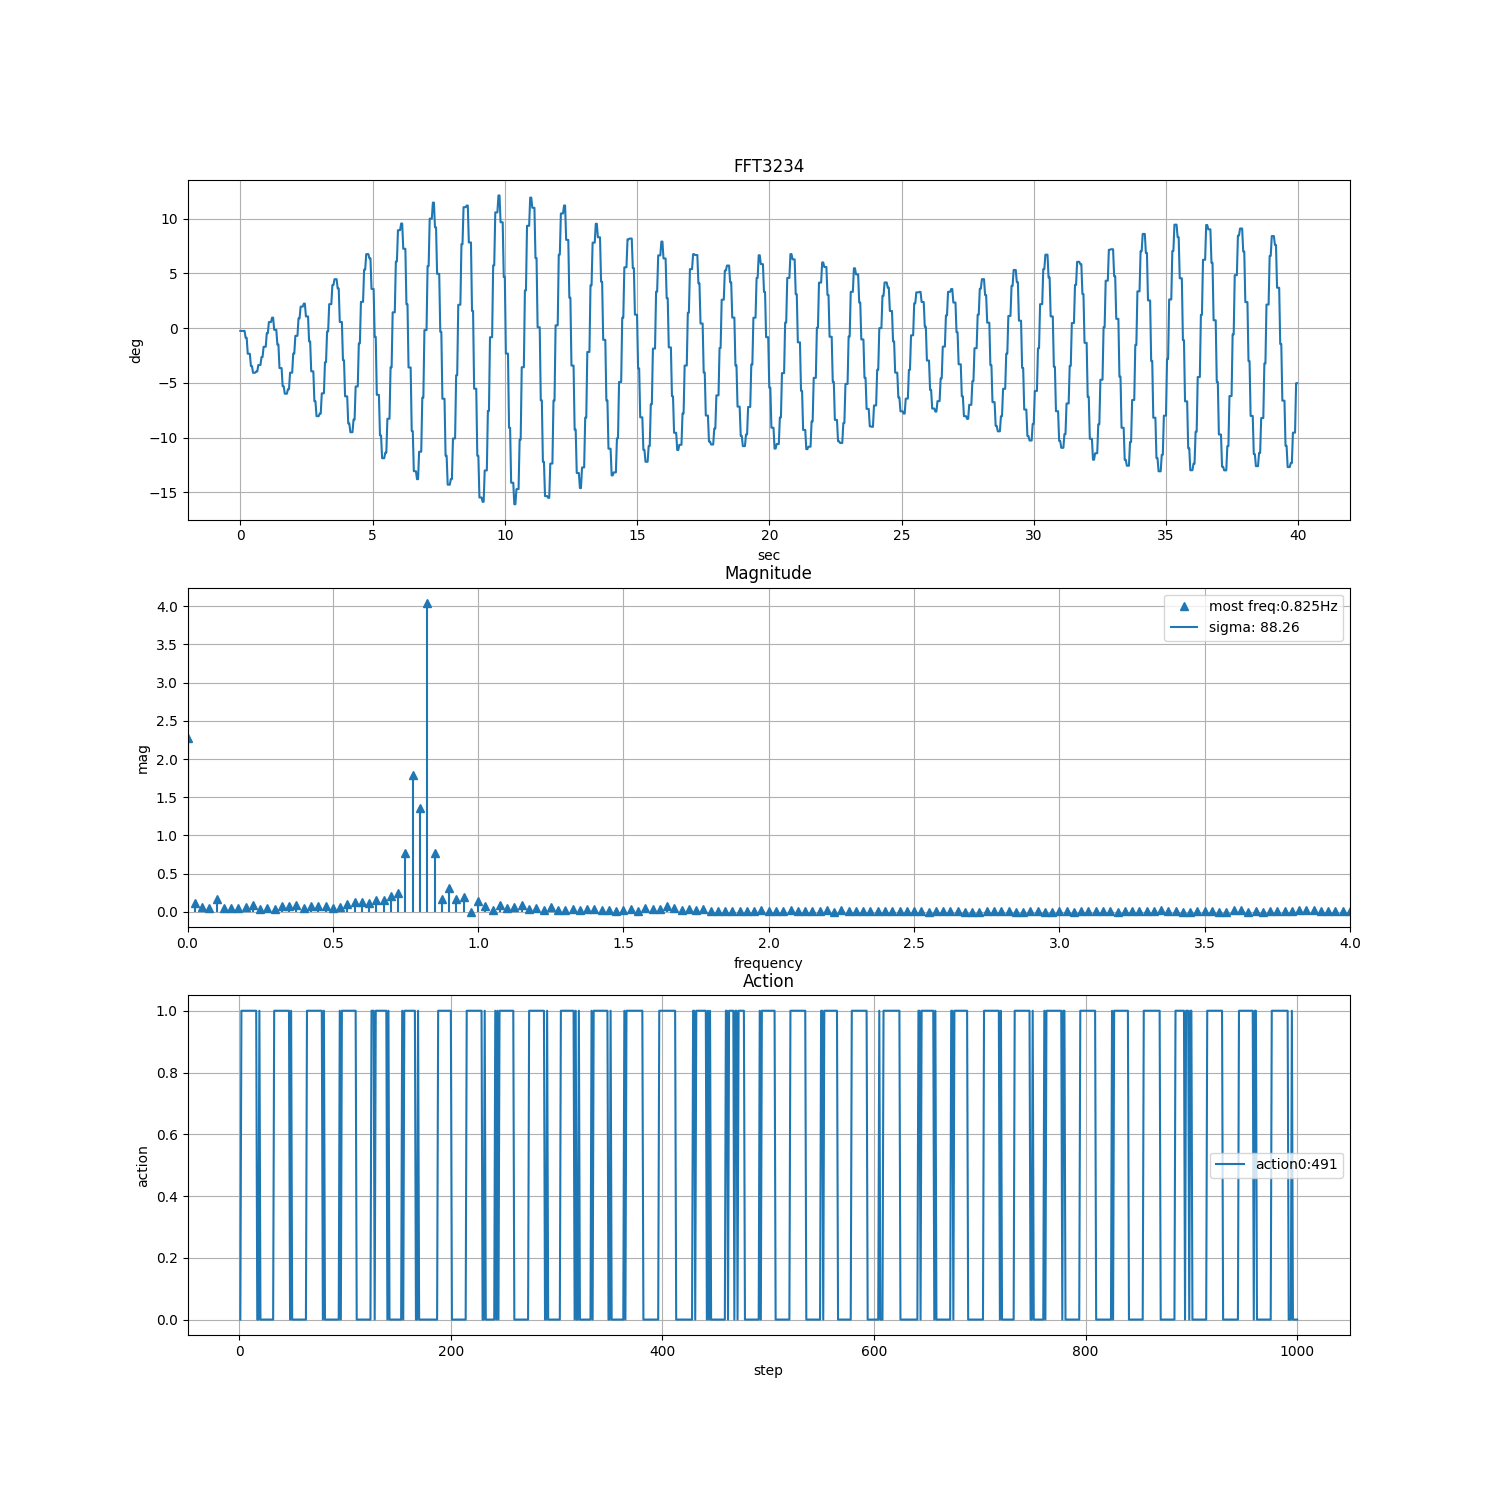 FFT3234
10
5
0
−5
−10
−15
deg
0 5 10 15 20 25 30 35 40
sec
Magnitude
4.0
3.5
3.0
2.5
2.0
1.5
1.0
0.5
0.0
mag
most freq:0.825Hz
sigma: 88.26
0.0 0.5 1.0 1.5 2.0 2.5 3.0 3.5 4.0
frequency
Action
1.0
0.8
0.6
0.4
0.2
0.0
action
action0:491
0 200 400 600 800 1000
step